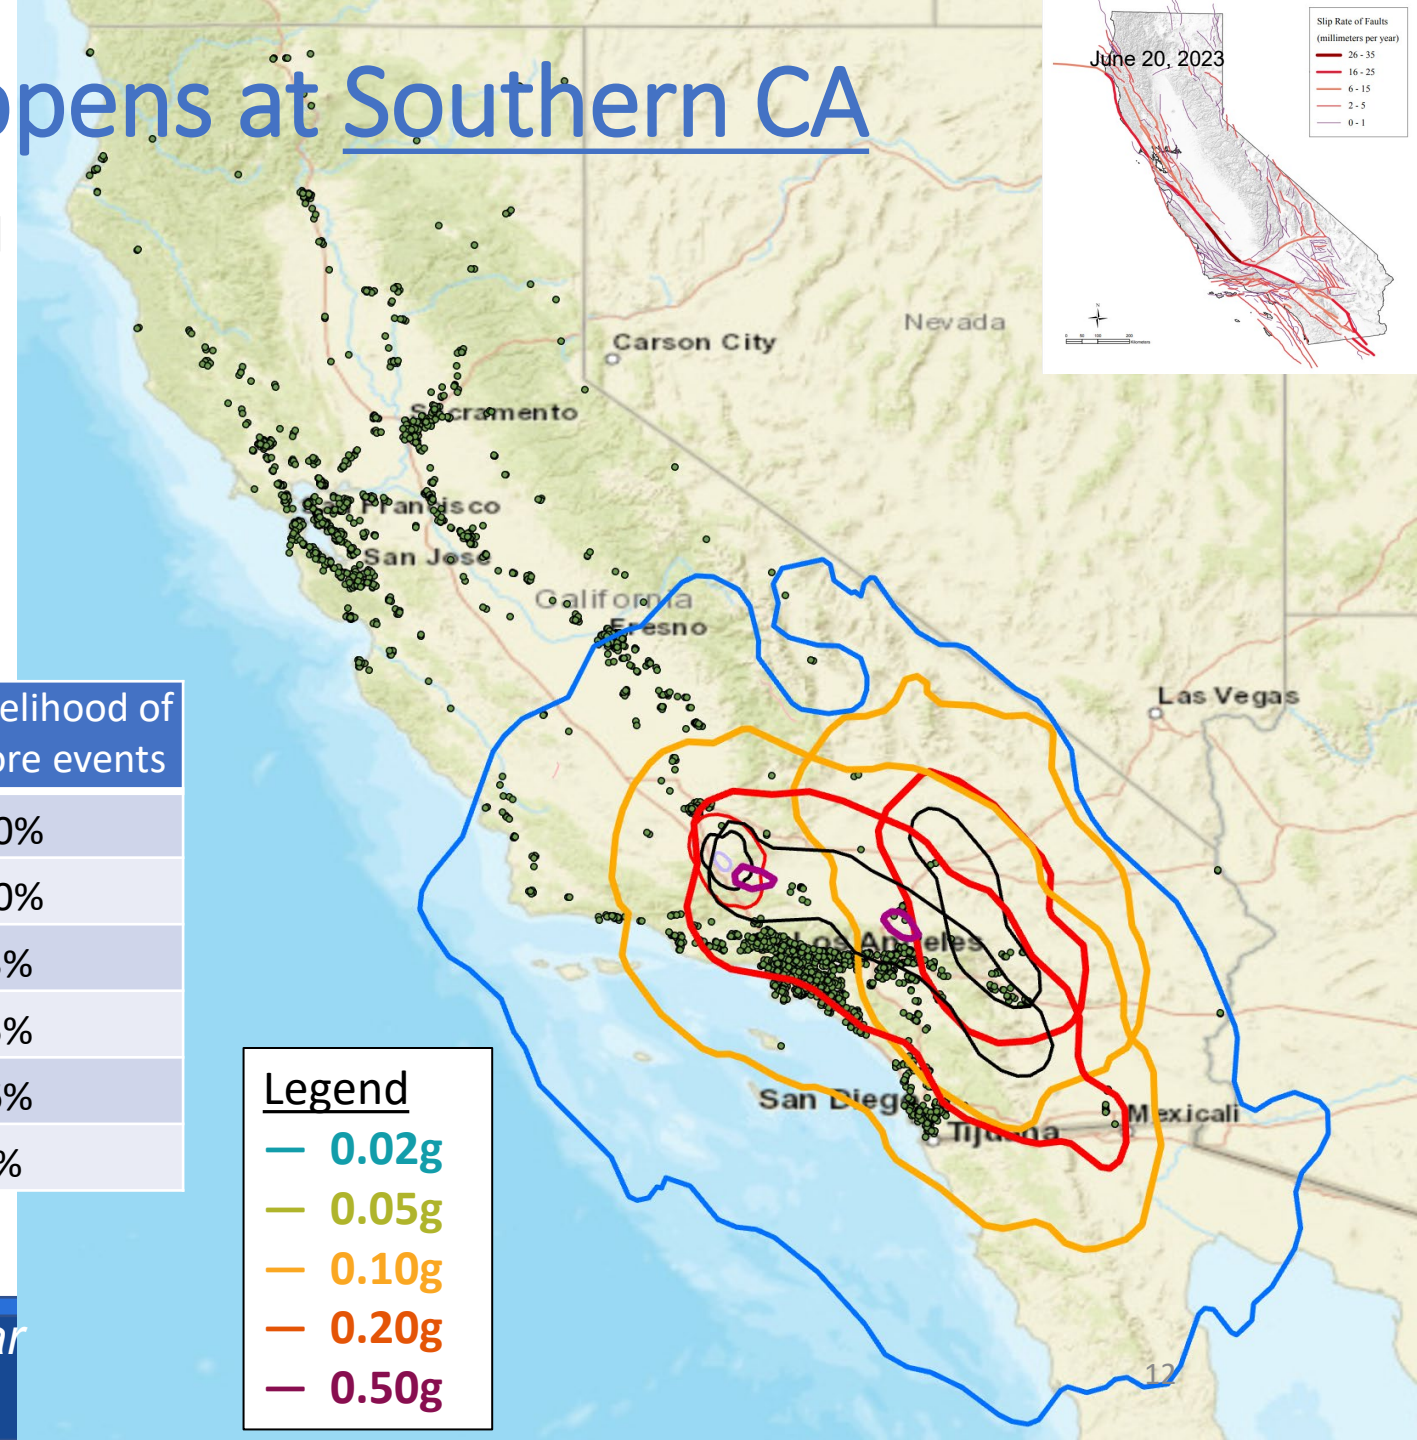 ppens at Southern CA
June 20, 2023
Slip Rate of Faults
(millimeters per year)
26 - 35
16 - 25
6 - 15
2 - 5
0 - 1
N
Nevada
Carson City
Sacramento
San Francisco
San Jose
California
Fresno
Las Vegas
elihood of
ore events
0%
0%
%
%
%
%
Los Angeles
San Diego
Tijuana
Mexicali
Legend
0.02g
0.05g
0.10g
0.20g
0.50g
ar
12